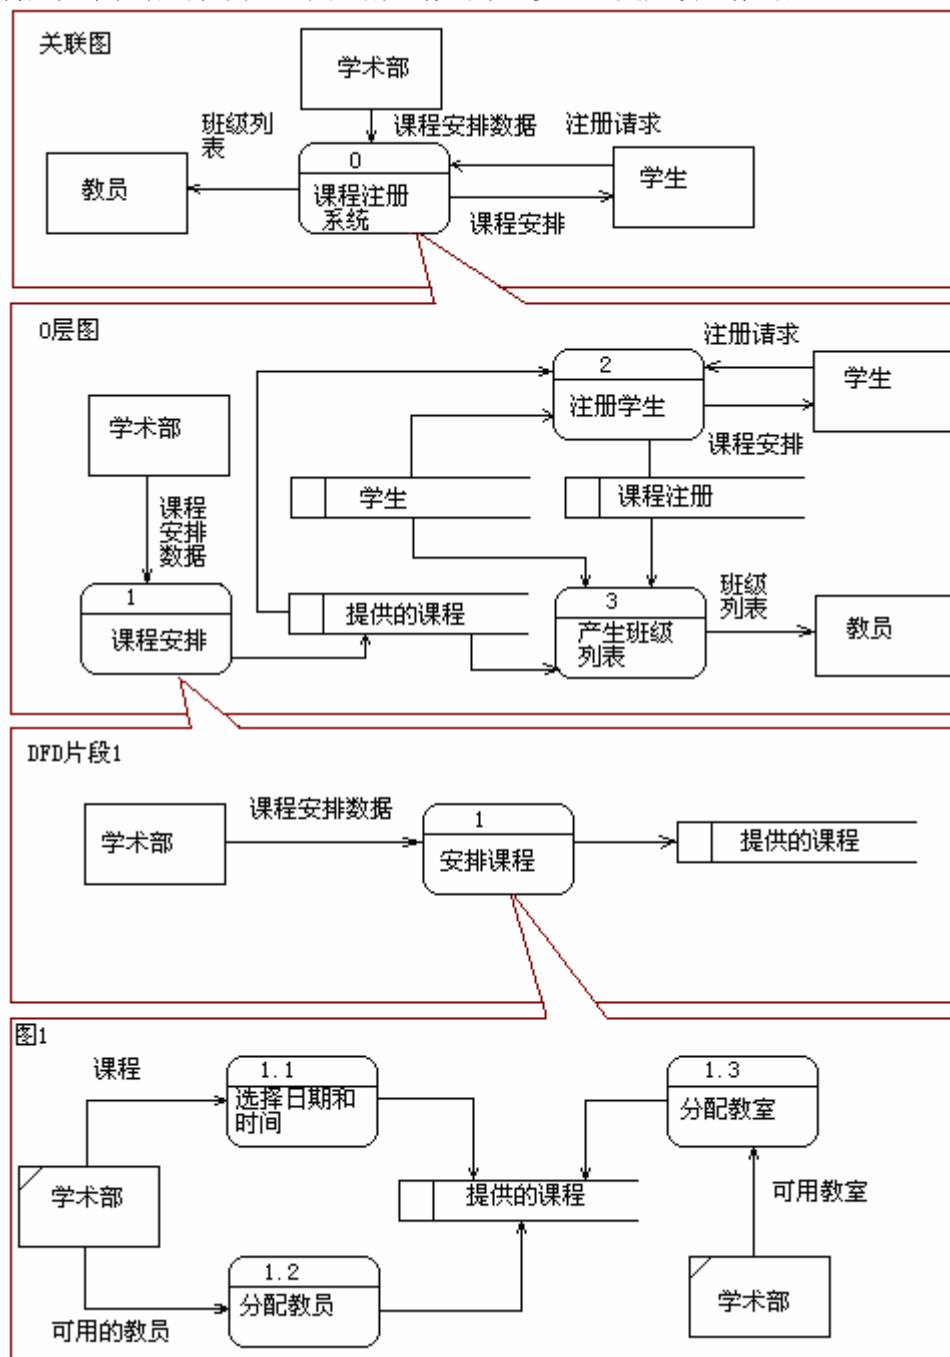 关联图
学术部
班级列
表
课程安排数据
注册请求
教员
0
课程注册
系统
学生
课程安排
0层图
注册请求
2
注册学生
学生
学术部
课程安排
课程
安排
数据
学生
课程注册
1
课程安排
提供的课程
3
产生班级
列表
班级
列表
教员
DFD片段1
课程安排数据
学术部
1
安排课程
提供的课程
图1
课程
1.1
选择日期和
时间
1.3
分配教室
学术部
提供的课程
可用教室
1.2
分配教员
可用的教员
学术部